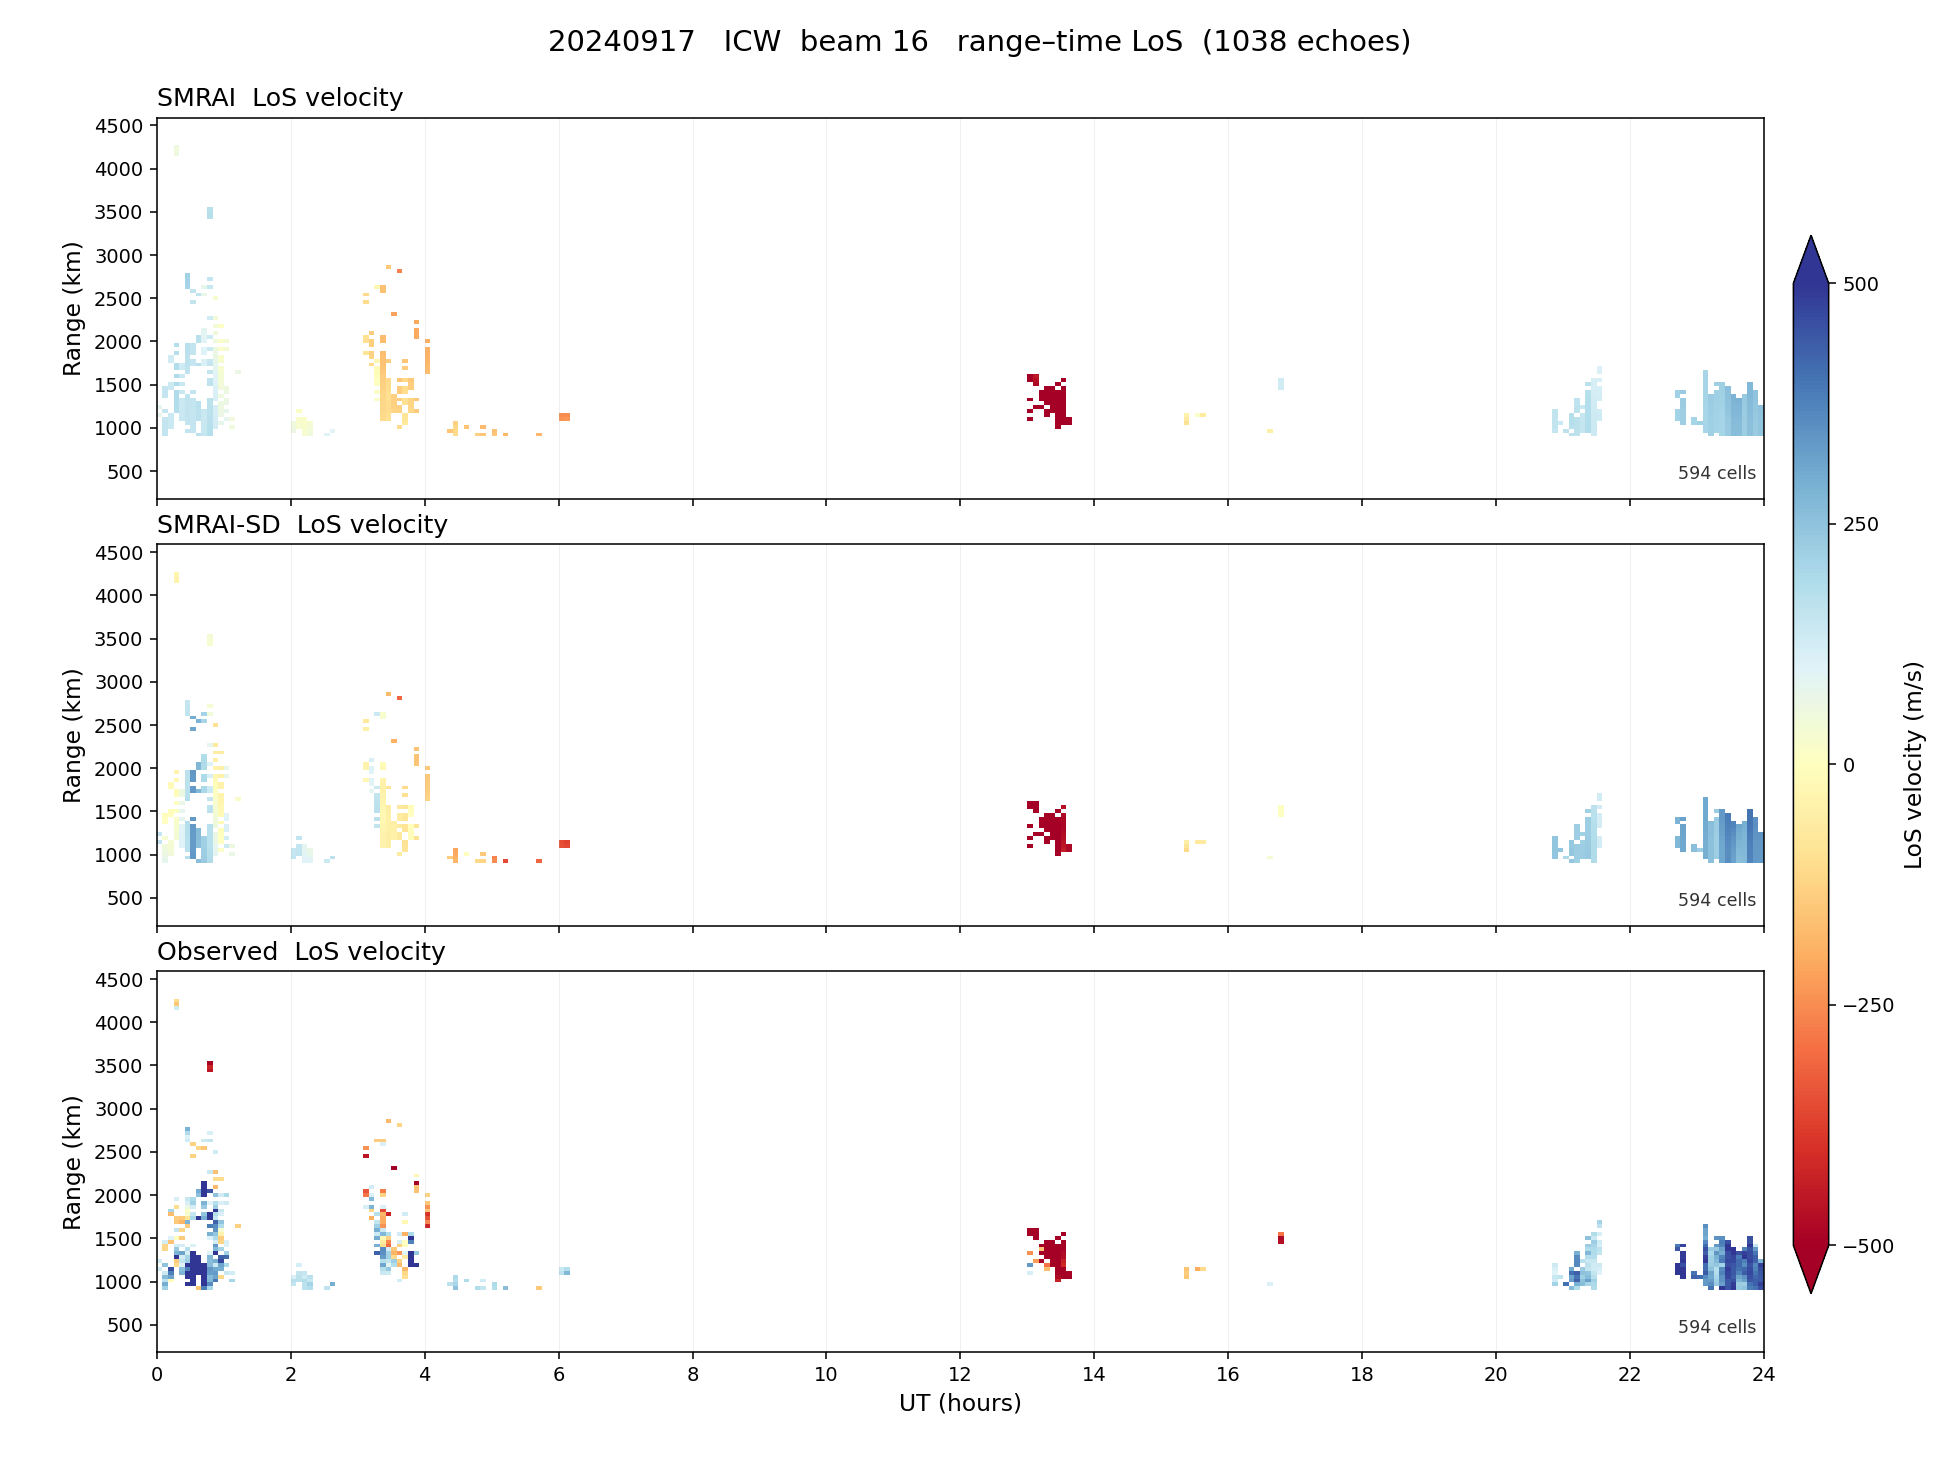 20240917   ICW  beam 16   range–time LoS  (1038 echoes)
SMRAI  LoS velocity
4500
4000
3500
3000
2500
2000
1500
1000
500
Range (km)
594 cells
SMRAI-SD  LoS velocity
4500
4000
3500
3000
2500
2000
1500
1000
500
Range (km)
594 cells
Observed  LoS velocity
4500
4000
3500
3000
2500
2000
1500
1000
500
Range (km)
594 cells
0 2 4 6 8 10 12 14 16 18 20 22 24
UT (hours)
500
250
0
−250
−500
LoS velocity (m/s)